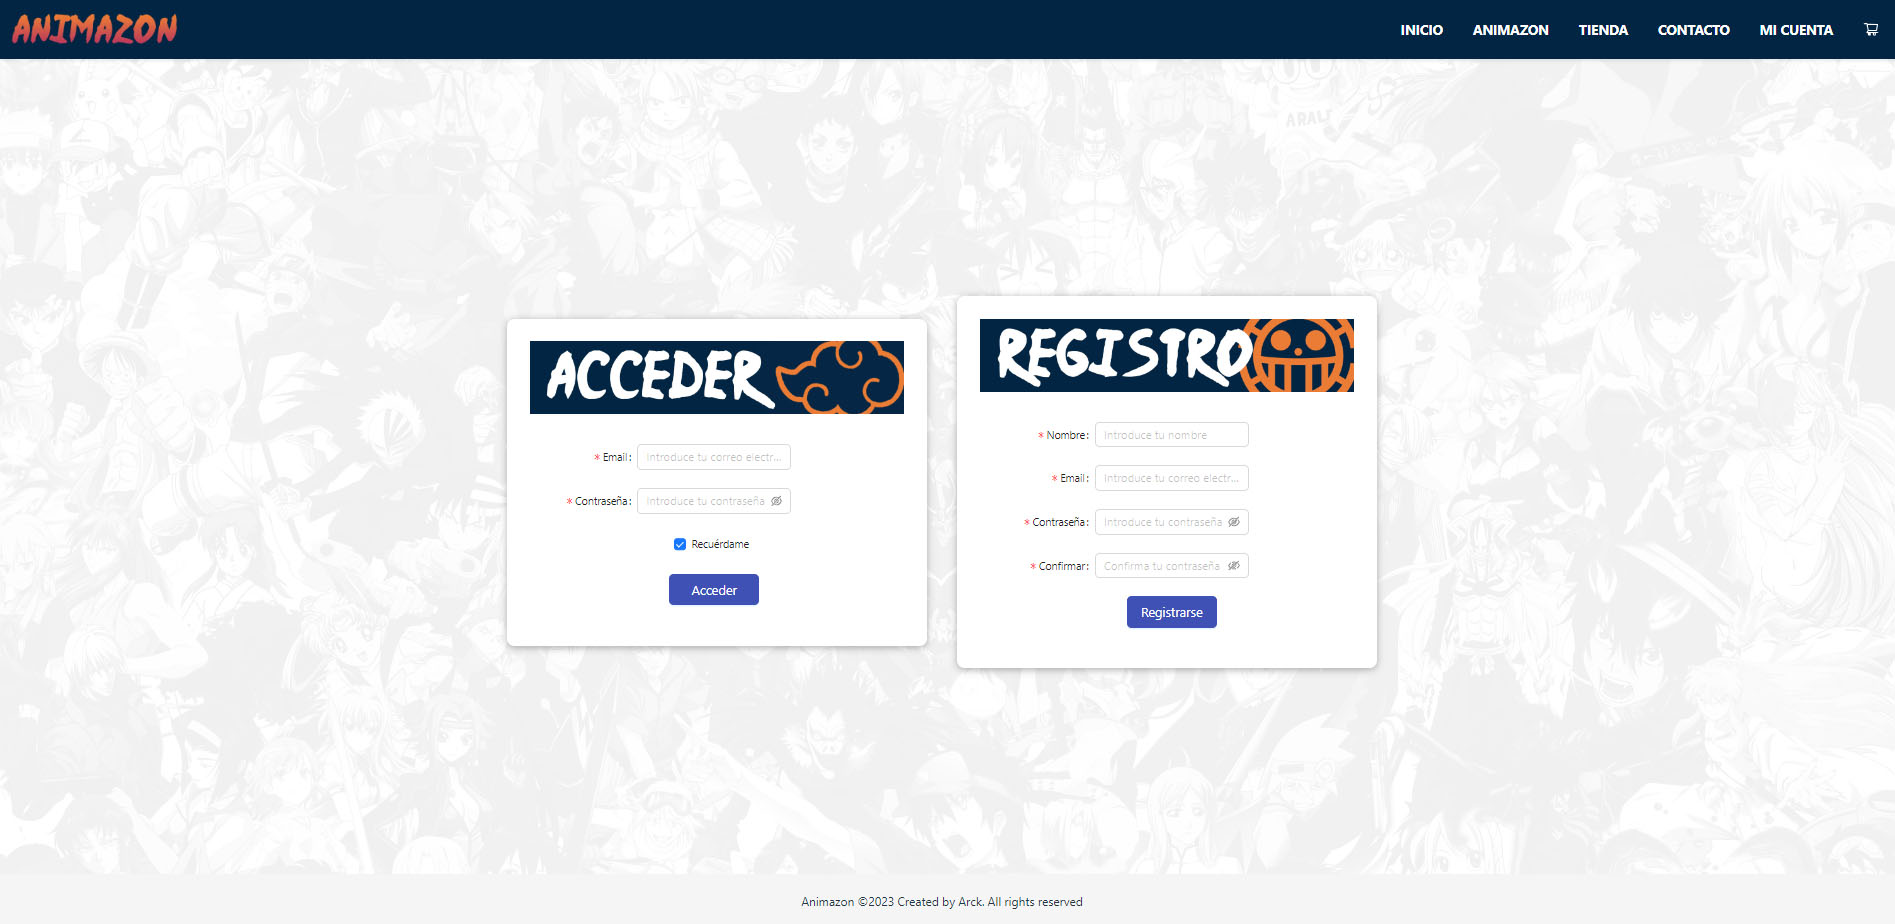 ANIMAZON
INICIO
ANIMAZON
TIENDA
CONTACTO
MI CUENTA
ARALE
ACCEDER
* Email:
Introduce tu correo electr...
* Contraseña:
Introduce tu contraseña
Recuérdame
Acceder
REGISTRO
* Nombre:
Introduce tu nombre
* Email:
Introduce tu correo electr...
* Contraseña:
Introduce tu contraseña
* Confirmar:
Confirma tu contraseña
Registrarse
Animazon ©2023 Created by Arck. All rights reserved